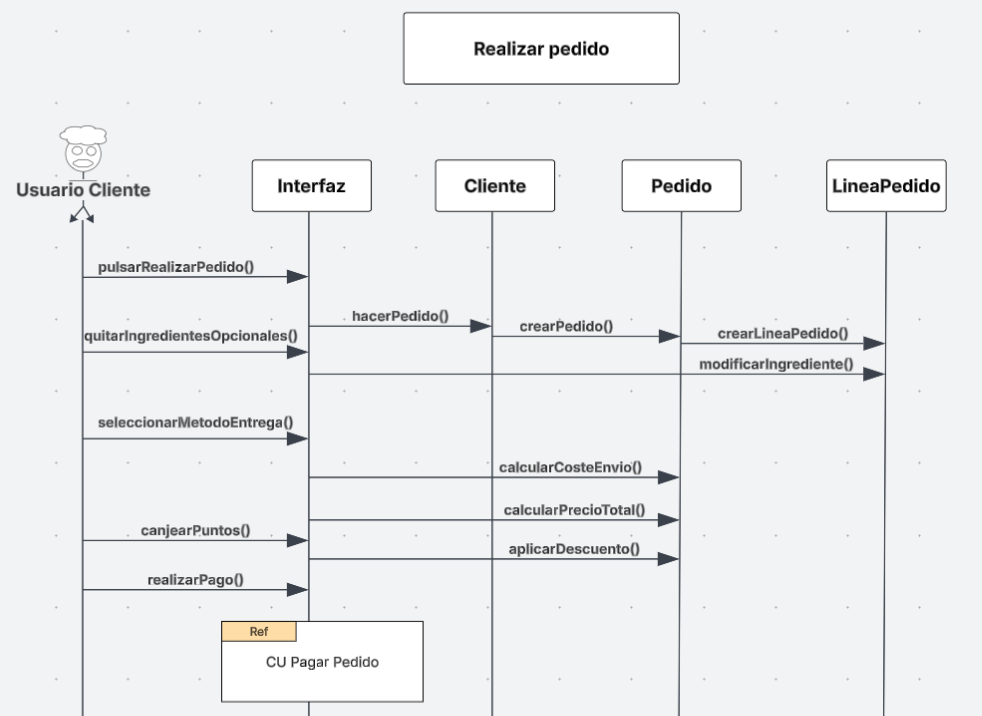 Realizar pedido
Usuario Cliente
Interfaz
Cliente
Pedido
LineaPedido
pulsarRealizarPedido()
hacerPedido()
crearPedido()
crearLineaPedido()
quitarIngredientesOpcionales()
modificarIngrediente()
seleccionarMetodoEntrega()
calcularCosteEnvio()
calcularPrecioTotal()
canjearPuntos()
aplicarDescuento()
realizarPago()
Ref
CU Pagar Pedido